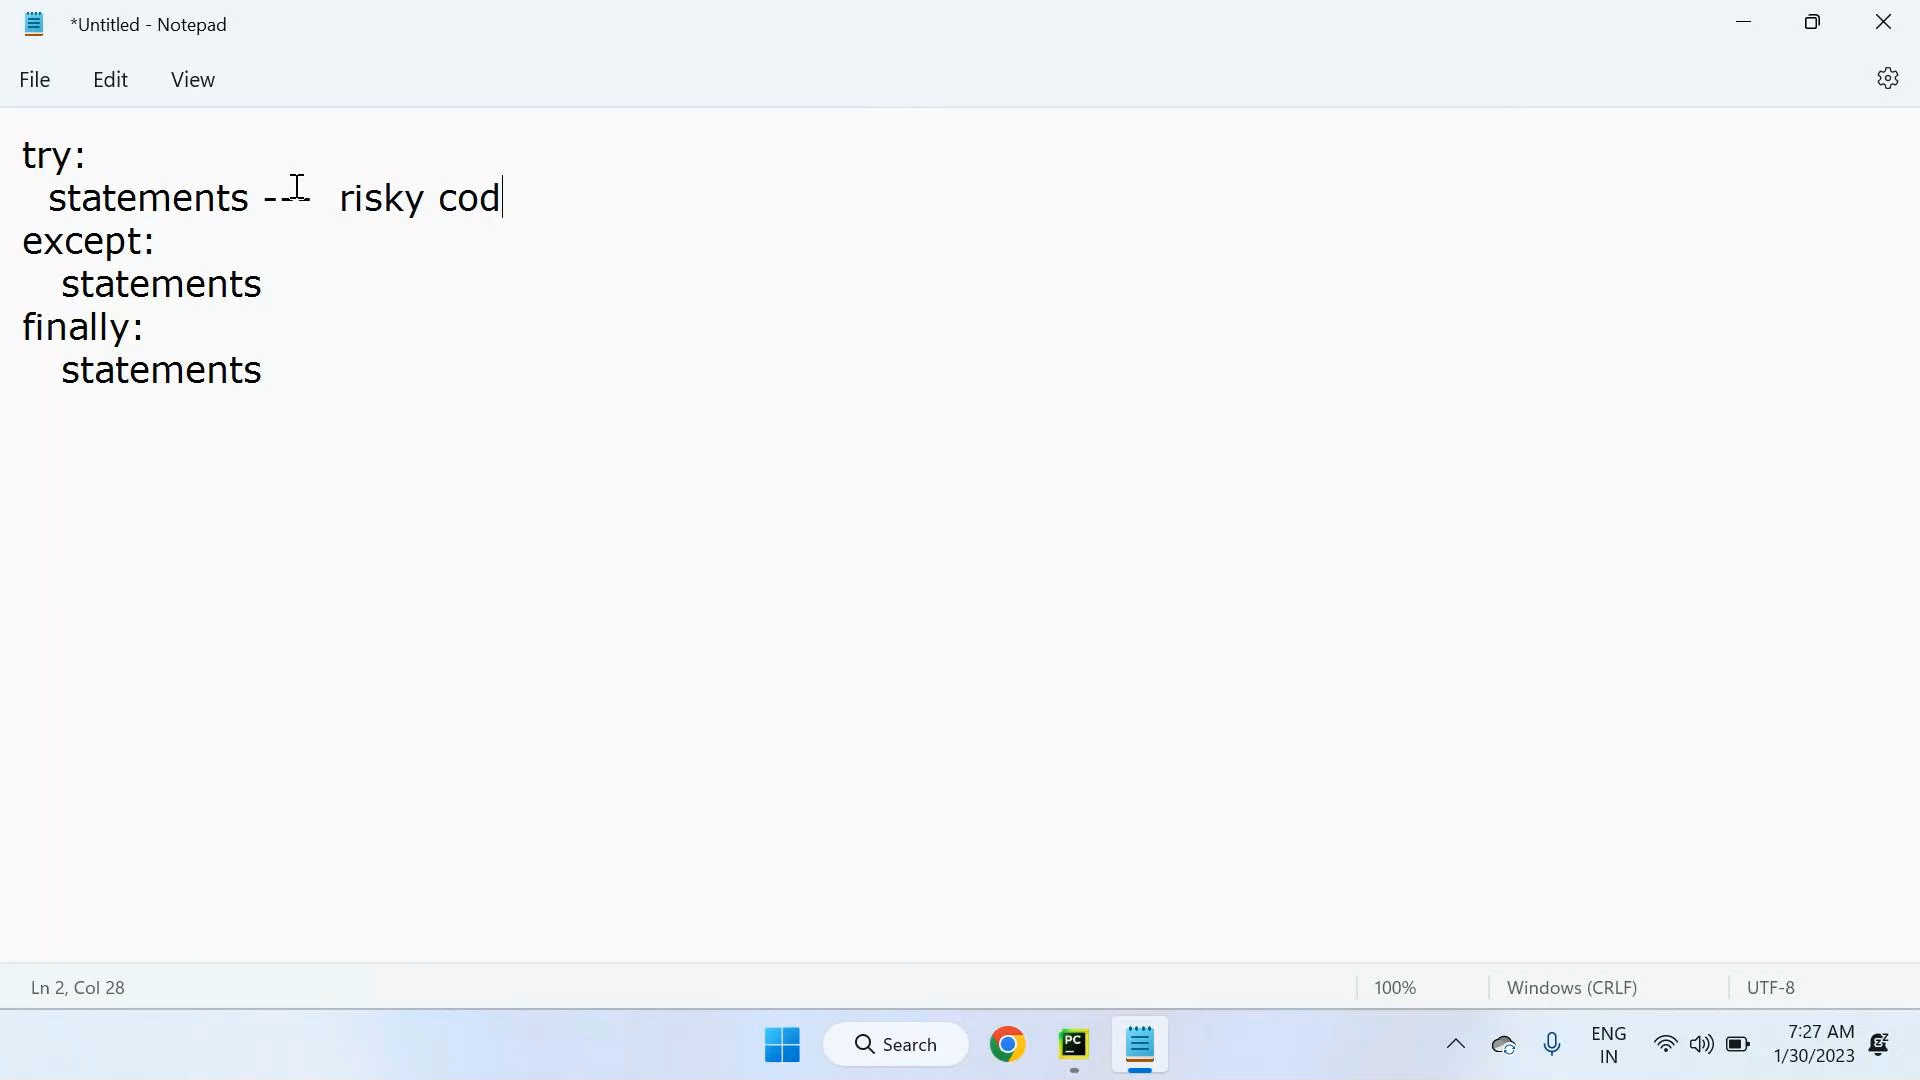 *Untitled - Notepad
File Edit View
try:
statements ---- risky cod
except:
statements
finally:
statements
Ln 2, Col 28
100%
Windows (CRLF)
UTF-8
PC
Search
ENG
IN
7:27 AM
1/30/2023